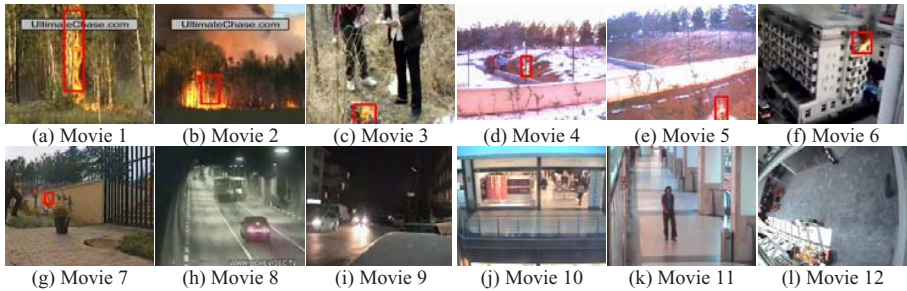 UltimateChase.com
UltimateChase.com
(a) Movie 1
(b) Movie 2
(c) Movie 3
(d) Movie 4
(e) Movie 5
(f) Movie 6
(g) Movie 7
(h) Movie 8
(i) Movie 9
(j) Movie 10
(k) Movie 11
(l) Movie 12